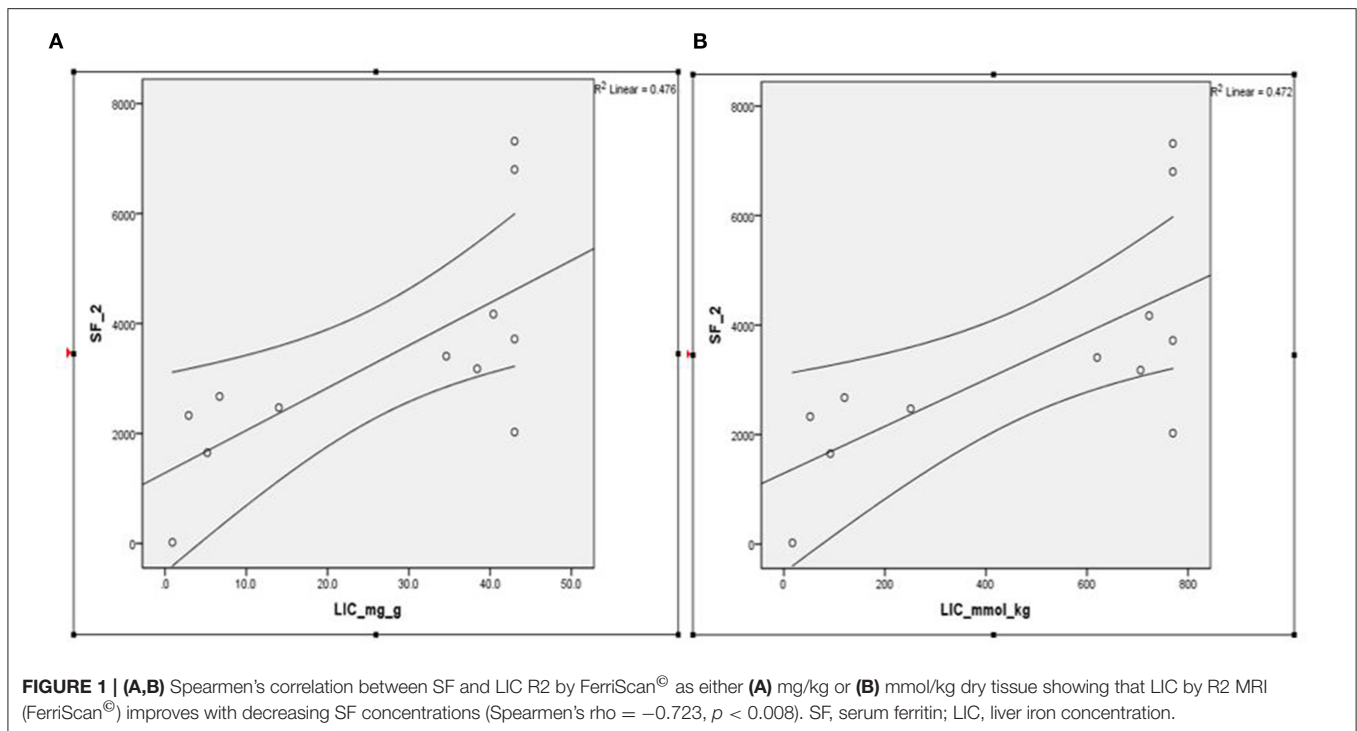 A
B
R² Linear = 0.476
8000
6000
4000
2000
0
SF_2
.0 10.0 20.0 30.0 40.0 50.0
LIC_mg_g
R² Linear = 0.472
8000
6000
4000
2000
0
SF_2
0 200 400 600 800
LIC_mmol_kg
FIGURE 1 | (A,B) Spearmen's correlation between SF and LIC R2 by FerriScan© as either (A) mg/kg or (B) mmol/kg dry tissue showing that LIC by R2 MRI
(FerriScan©) improves with decreasing SF concentrations (Spearmen's rho = −0.723, p < 0.008). SF, serum ferritin; LIC, liver iron concentration.